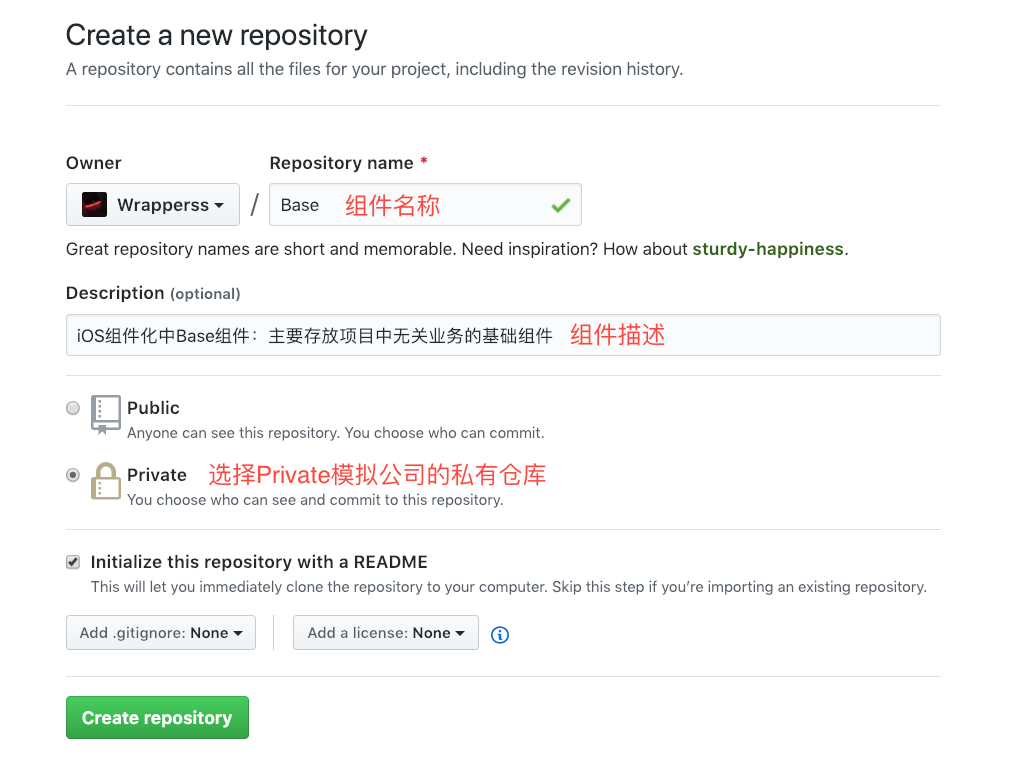 Create a new repository
A repository contains all the files for your project, including the revision history.
Owner Repository name *
Wrapperss / Base 组件名称
Great repository names are short and memorable. Need inspiration? How about sturdy-happiness.
Description (optional)
iOS组件化中Base组件：主要存放项目中无关业务的基础组件 组件描述
Public
Anyone can see this repository. You choose who can commit.
Private 选择Private模拟公司的私有仓库
You choose who can see and commit to this repository.
Initialize this repository with a README
This will let you immediately clone the repository to your computer. Skip this step if you’re importing an existing repository.
Add .gitignore: None Add a license: None
Create repository